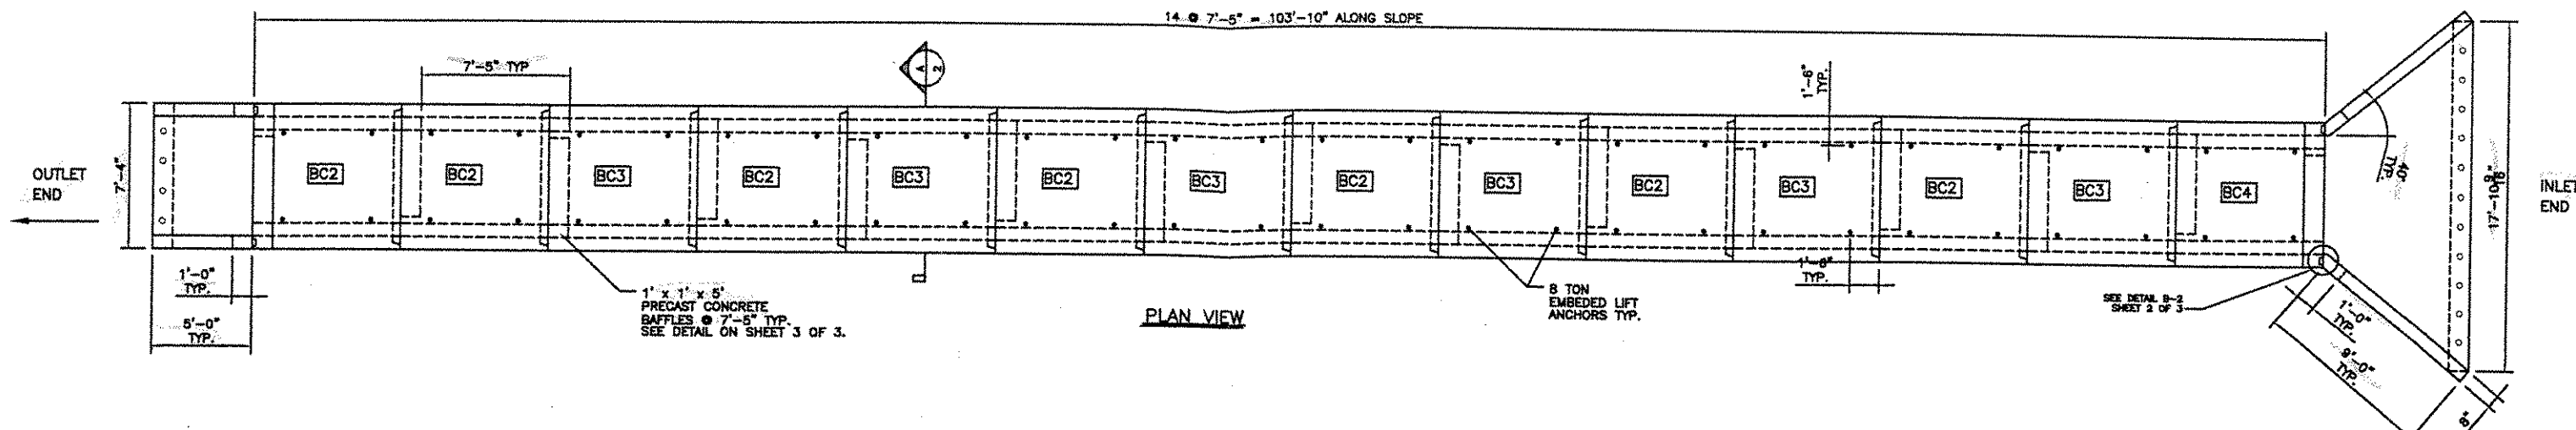 14 @ 7'-5" = 103'-10" ALONG SLOPE
7'-5" TYP
A
2
1'-6"
TYP.
40°
TYP.
OUTLET
END
7'-4"
BC2
BC2
BC3
BC2
BC3
BC2
BC3
BC2
BC3
BC2
BC3
BC2
BC3
BC4
INLET
END
1'-0"
TYP.
5'-0"
TYP.
1' x 1' x 5'
PRECAST CONCRETE
BAFFLES @ 7'-5" TYP.
SEE DETAIL ON SHEET 3 OF 3.
PLAN VIEW
8 TON
EMBEDED LIFT
ANCHORS TYP.
1'-6"
TYP.
SEE DETAIL B-2
SHEET 2 OF 3
1'-0"
TYP.
9'-0"
TYP.
8"